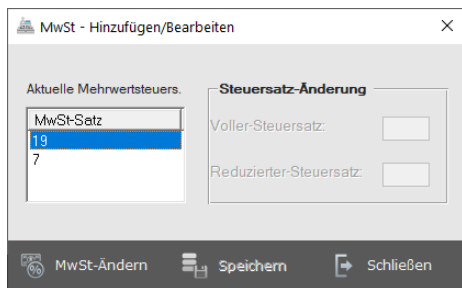 MwSt - Hinzufügen/Bearbeiten
Aktuelle Mehrwertsteuers.
MwSt-Satz
19
7
Steuersatz-Änderung
Voller-Steuersatz:
Reduzierter-Steuersatz:
MwSt-Ändern
Speichern
Schließen